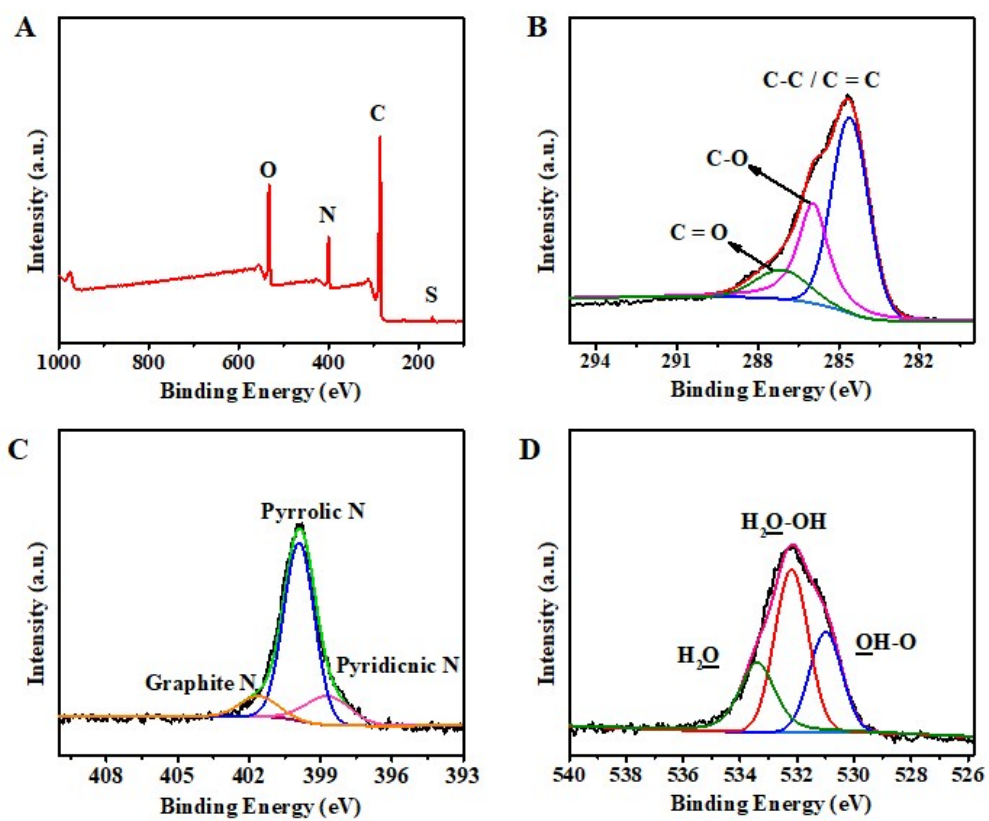 A
C
O
N
S
Intensity (a.u.)
1000 800 600 400 200
Binding Energy (eV)
B
C-C / C = C
C-O
C = O
Intensity (a.u.)
294 291 288 285 282
Binding Energy (eV)
C
Pyrrolic N
Graphite N
Pyridicnic N
Intensity (a.u.)
408 405 402 399 396 393
Binding Energy (eV)
D
H₂O-OH
H₂O
OH-O
Intensity (a.u.)
540 538 536 534 532 530 528 526
Binding Energy (eV)